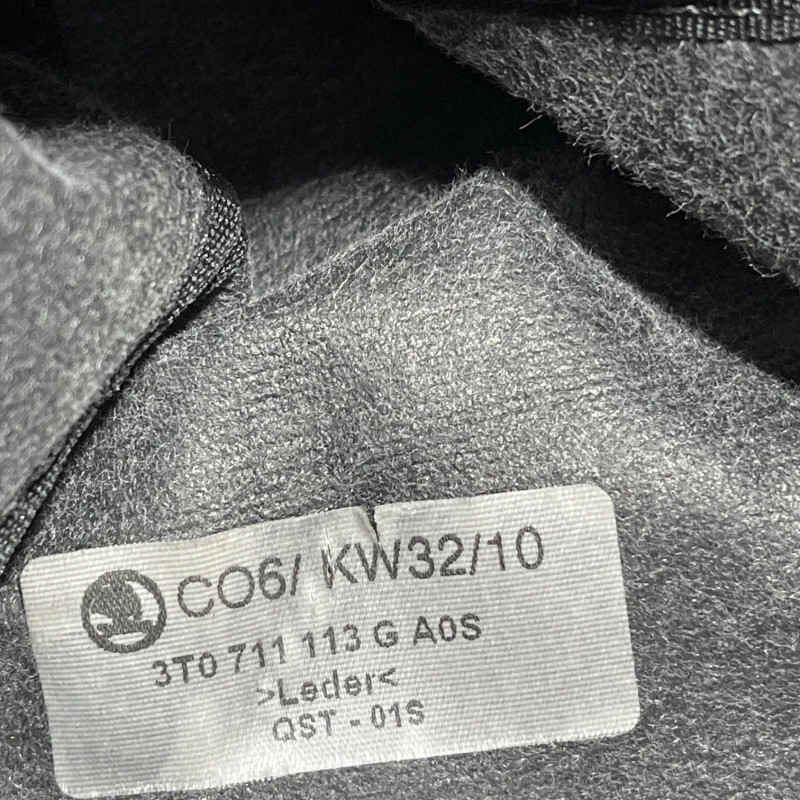 CO6/ KW32/10
3T0 711 113 G A0S
>Leder<
QST - 01S